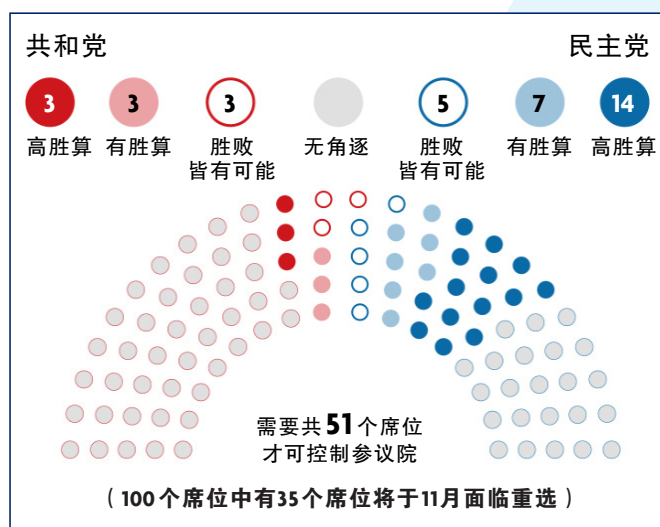 共和党
民主党
3
3
3
5
7
14
高胜算
有胜算
胜败
皆有可能
无角逐
胜败
皆有可能
有胜算
高胜算
需要共51个席位
才可控制参议院
（100个席位中有35个席位将于11月面临重选）